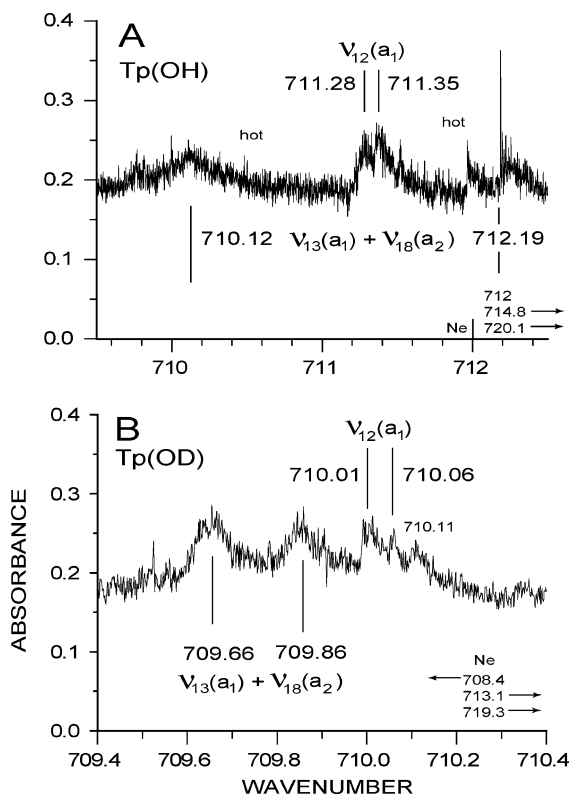 0.4
A
Tp(OH)
ν12(a1)
711.28 711.35
0.3
hot hot
0.2
710.12 ν13(a1) + ν18(a2) 712.19
0.1
712
714.8
Ne 720.1
0.0
710 711 712
0.4
B
Tp(OD)
ν12(a1)
710.01 710.06
0.3
710.11
0.2
ABSORBANCE
709.66 709.86
ν13(a1) + ν18(a2)
0.1
Ne
708.4
713.1
719.3
0.0
709.4 709.6 709.8 710.0 710.2 710.4
WAVENUMBER